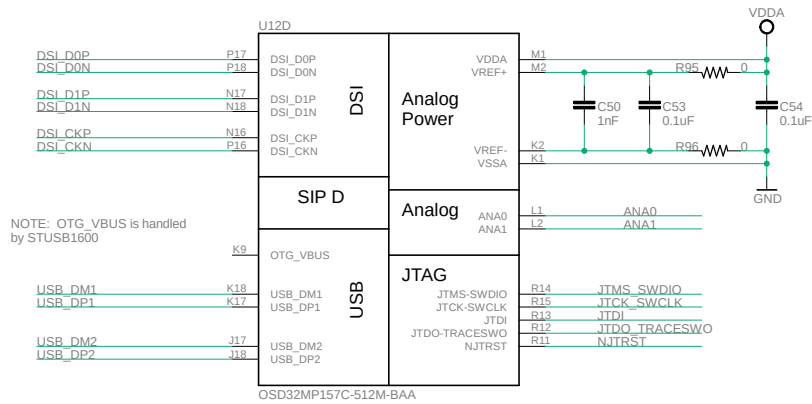 U12D
VDDA
DSI_D0P P17 DSI_D0P
DSI_D0N P18 DSI_D0N
DSI_D1P N17 DSI_D1P
DSI_D1N N18 DSI_D1N
DSI_CKP N16 DSI_CKP
DSI_CKN P16 DSI_CKN
DSI
Analog
Power
VDDA M1
VREF+ M2
R95 0
C50
1nF
C53
0.1uF
C54
0.1uF
VREF- K2
VSSA K1
R96 0
GND
SIP D
Analog
ANA0 L1 ANA0
ANA1 L2 ANA1
NOTE: OTG_VBUS is handled
by STUSB1600
K9 OTG_VBUS
USB_DM1 K18 USB_DM1
USB_DP1 K17 USB_DP1
USB_DM2 J17 USB_DM2
USB_DP2 J18 USB_DP2
USB
JTAG
JTMS-SWDIO R14 JTMS_SWDIO
JTCK-SWCLK R15 JTCK_SWCLK
JTDI R13 JTDI
JTDO-TRACESWO R12 JTDO_TRACESWO
NJTRST R11 NJTRST
OSD32MP157C-512M-BAA